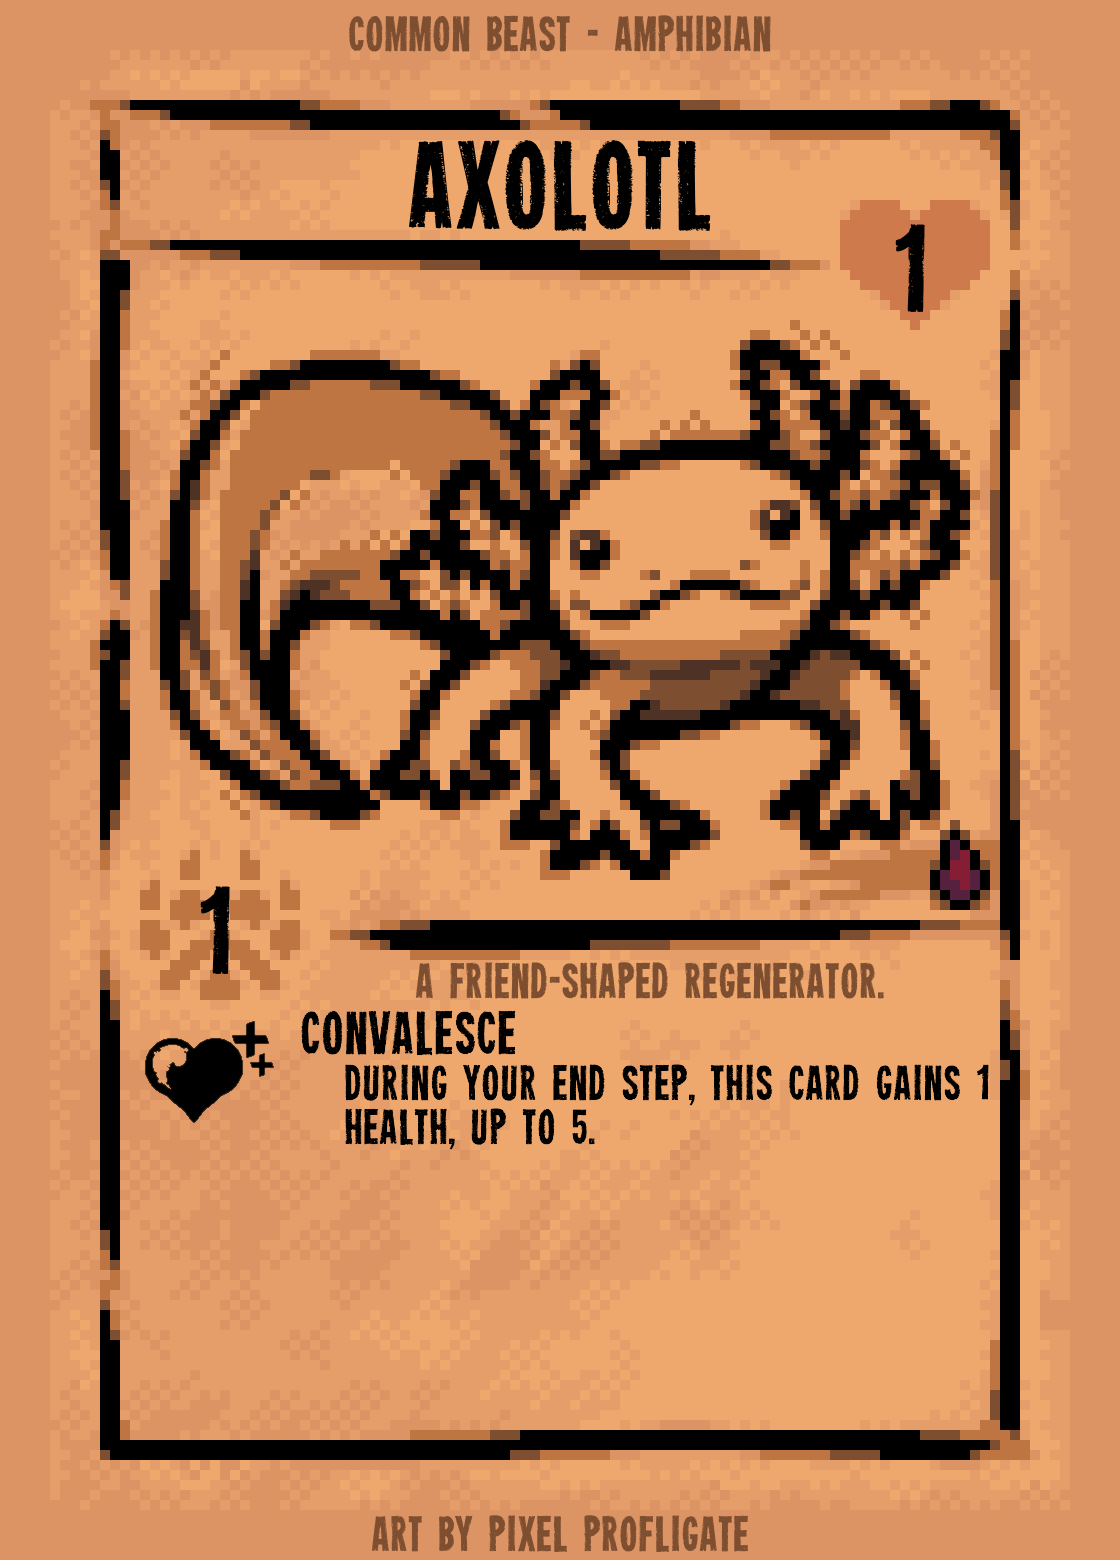 COMMON BEAST - AMPHIBIAN
AXOLOTL
1
1
A FRIEND-SHAPED REGENERATOR.
CONVALESCE
DURING YOUR END STEP, THIS CARD GAINS 1
HEALTH, UP TO 5.
ART BY PIXEL PROFLIGATE